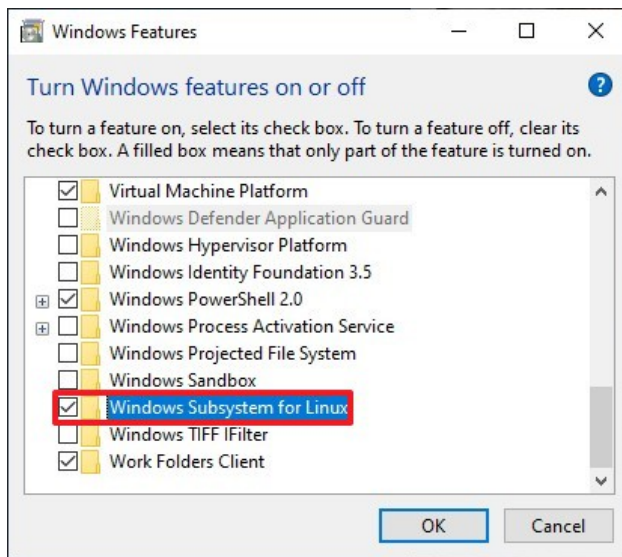 Windows Features
Turn Windows features on or off
To turn a feature on, select its check box. To turn a feature off, clear its
check box. A filled box means that only part of the feature is turned on.
Virtual Machine Platform
Windows Defender Application Guard
Windows Hypervisor Platform
Windows Identity Foundation 3.5
Windows PowerShell 2.0
Windows Process Activation Service
Windows Projected File System
Windows Sandbox
Windows Subsystem for Linux
Windows TIFF IFilter
Work Folders Client
OK
Cancel